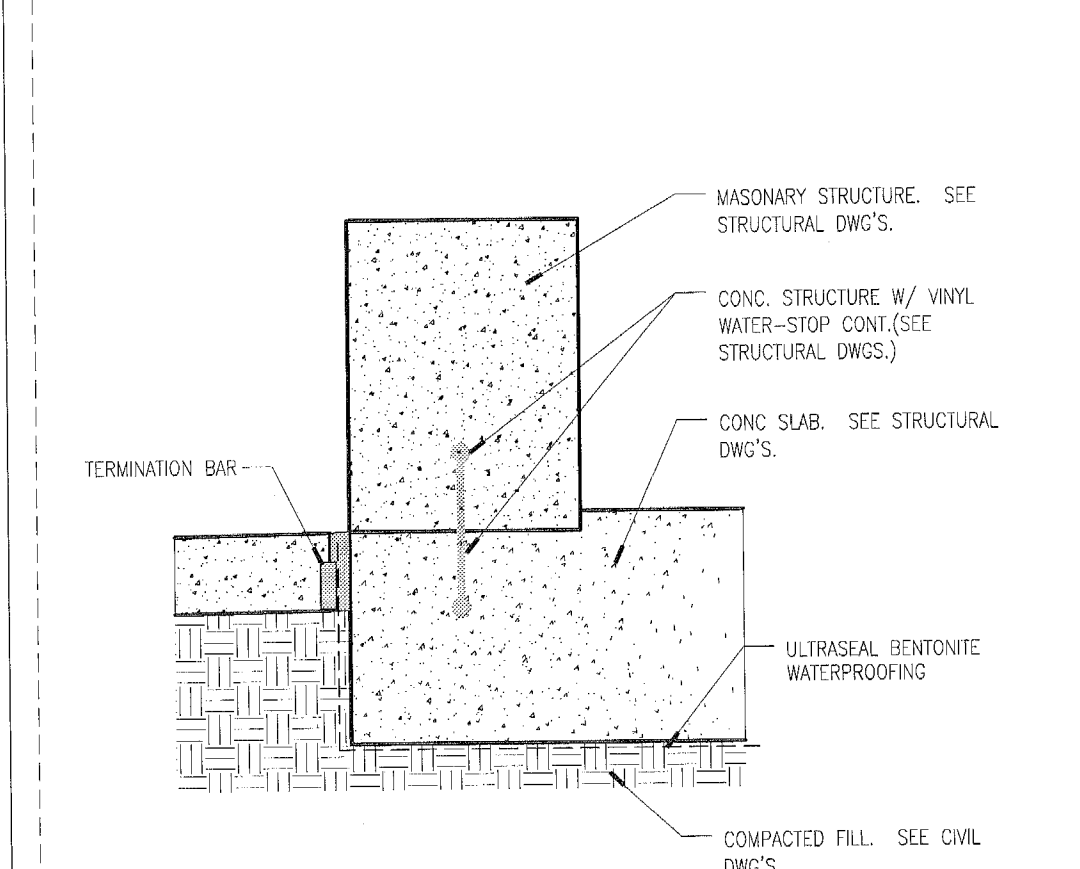 MASONARY STRUCTURE. SEE
STRUCTURAL DWG'S.
CONC. STRUCTURE W/ VINYL
WATER-STOP CONT.(SEE
STRUCTURAL DWGS.)
CONC SLAB. SEE STRUCTURAL
DWG'S.
TERMINATION BAR
ULTRASEAL BENTONITE
WATERPROOFING
COMPACTED FILL. SEE CIVIL
DWG'S